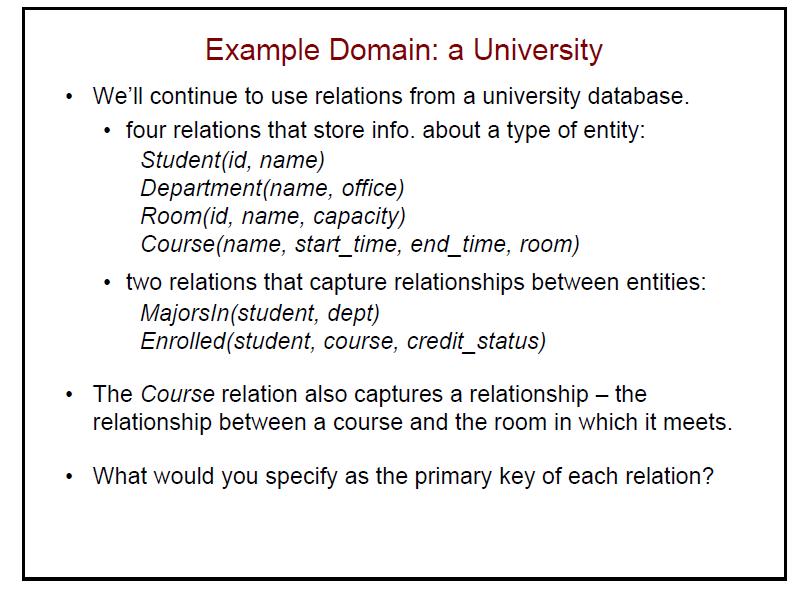 Example Domain: a University
• We'll continue to use relations from a university database.
• four relations that store info. about a type of entity:
Student(id, name)
Department(name, office)
Room(id, name, capacity)
Course(name, start_time, end_time, room)
• two relations that capture relationships between entities:
MajorsIn(student, dept)
Enrolled(student, course, credit_status)
• The Course relation also captures a relationship – the
relationship between a course and the room in which it meets.
• What would you specify as the primary key of each relation?